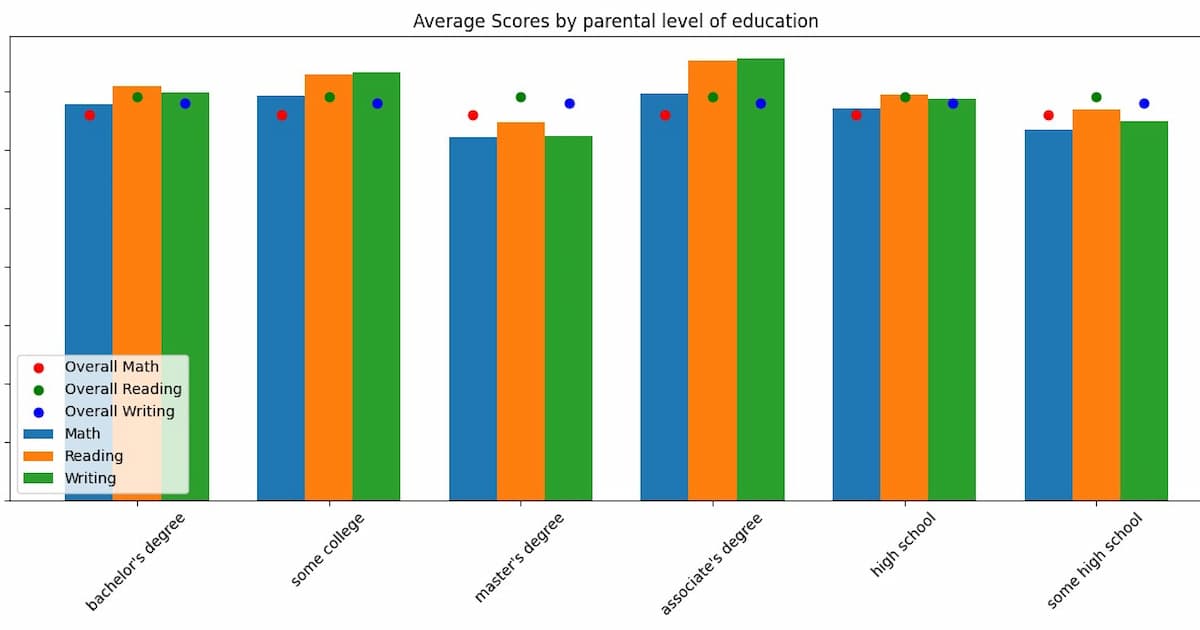 Average Scores by parental level of education
Overall Math
Overall Reading
Overall Writing
Math
Reading
Writing
bachelor's degree
some college
master's degree
associate's degree
high school
some high school